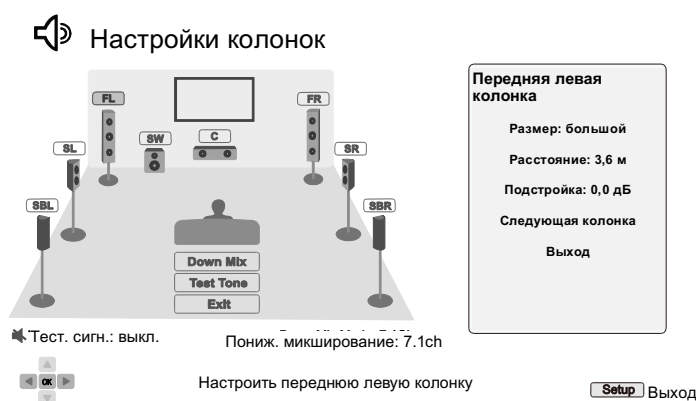 Настройки колонок
FL
FR
SW
C
SL
SR
SBL
SBR
Down Mix
Test Tone
Exit
Передняя левая
колонка
Размер: большой
Расстояние: 3,6 м
Подстройка: 0,0 дБ
Следующая колонка
Выход
Тест. сигн.: выкл.
Пониж. микширование: 7.1ch
OK
Настроить переднюю левую колонку
Setup Выход